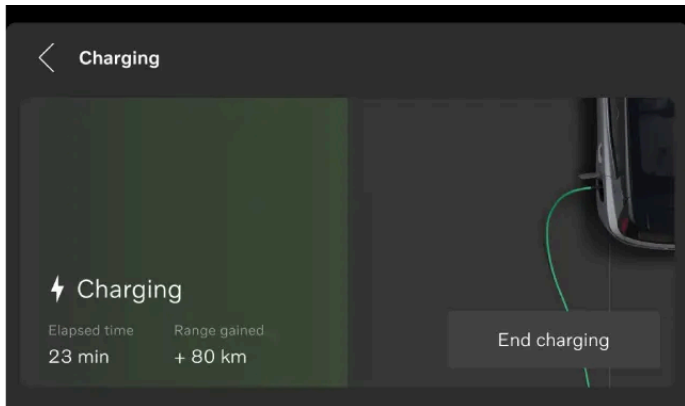 Charging
Charging
Elapsed time Range gained
23 min + 80 km
End charging